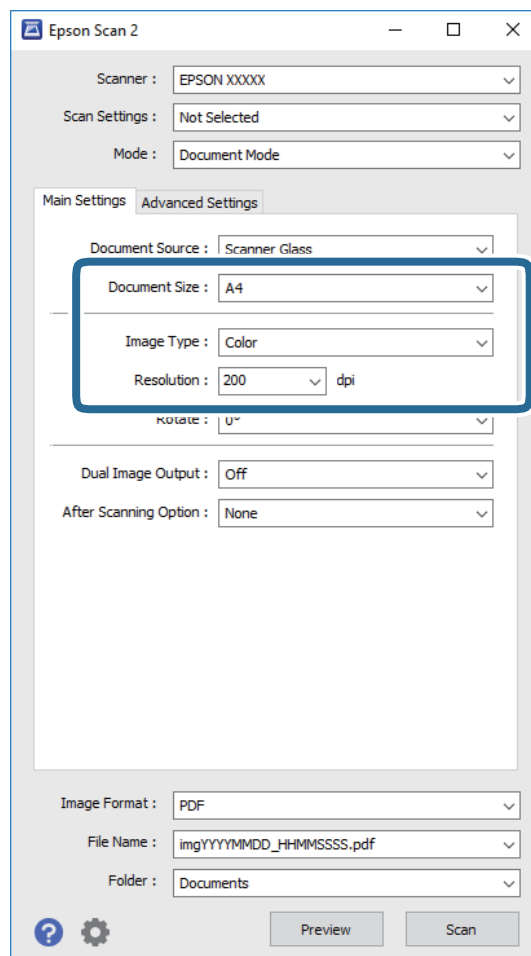 Epson Scan 2
Scanner : EPSON XXXXX
Scan Settings : Not Selected
Mode : Document Mode
Main Settings Advanced Settings
Document Source : Scanner Glass
Document Size : A4
Image Type : Color
Resolution : 200 dpi
Rotate : 0°
Dual Image Output : Off
After Scanning Option : None
Image Format : PDF
File Name : imgYYYYMMDD_HHMMSSSS.pdf
Folder : Documents
? Preview Scan